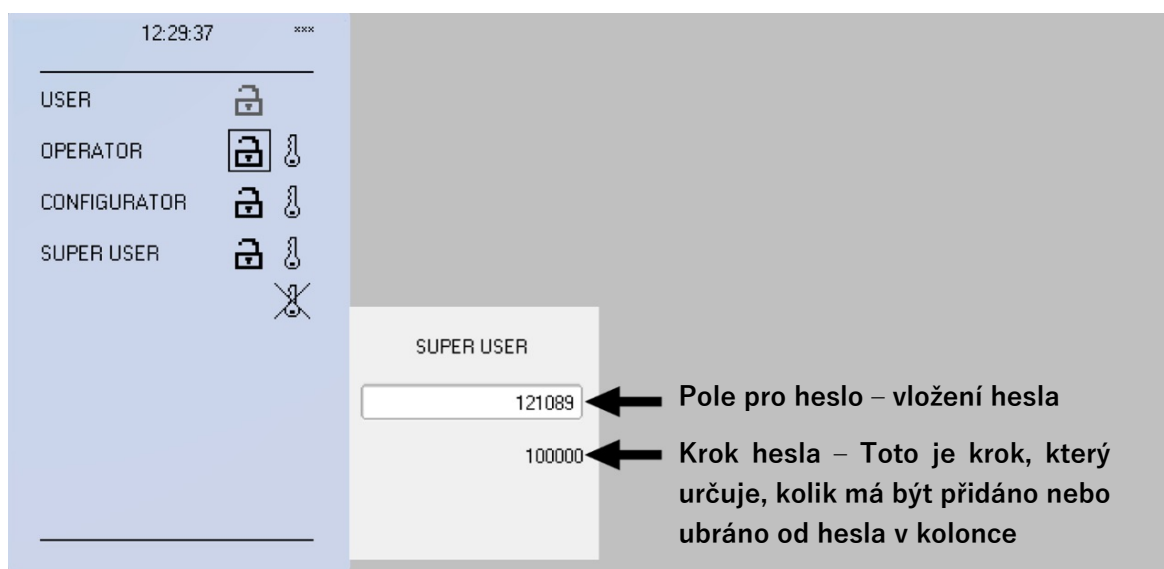 12:29:37 xxx
USER
OPERATOR
CONFIGURATOR
SUPER USER
SUPER USER
121089
Pole pro heslo – vložení hesla
100000
Krok hesla – Toto je krok, který
určuje, kolik má být přidáno nebo
ubráno od hesla v kolonce